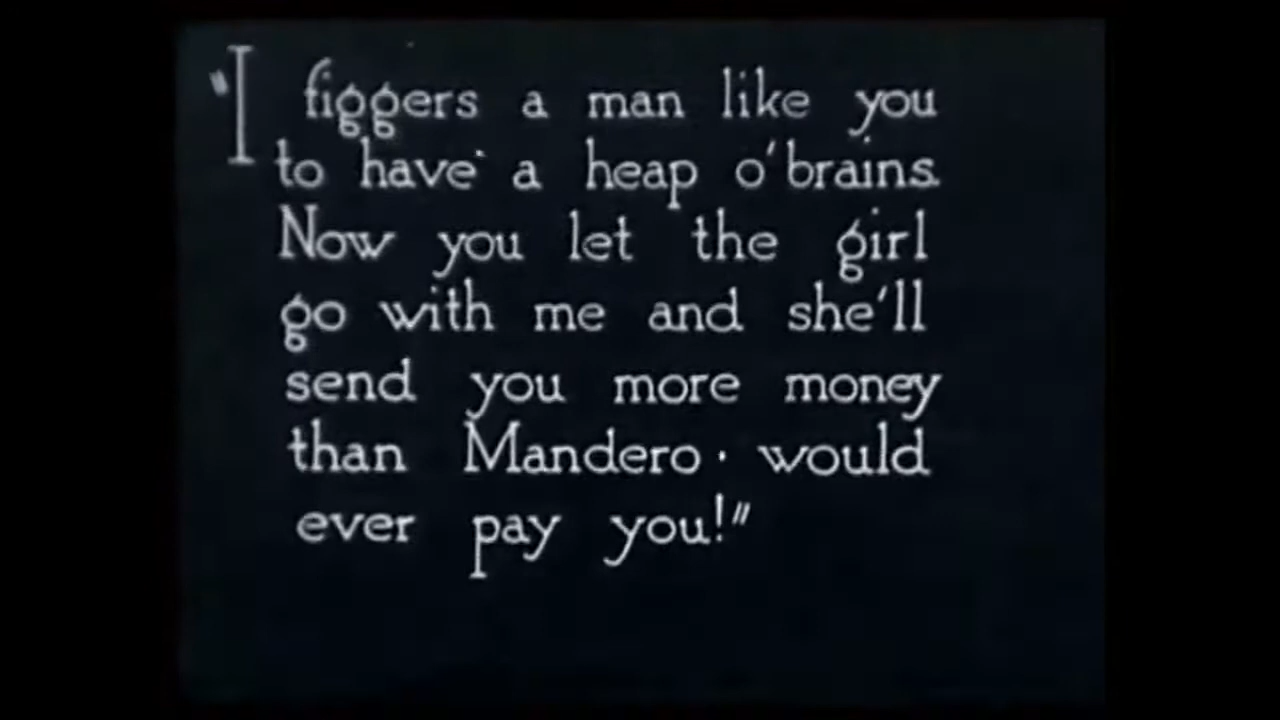 "I figgers a man like you
to have a heap o' brains.
Now you let the girl
go with me and she'll
send you more money
than Mandero would
ever pay you!"